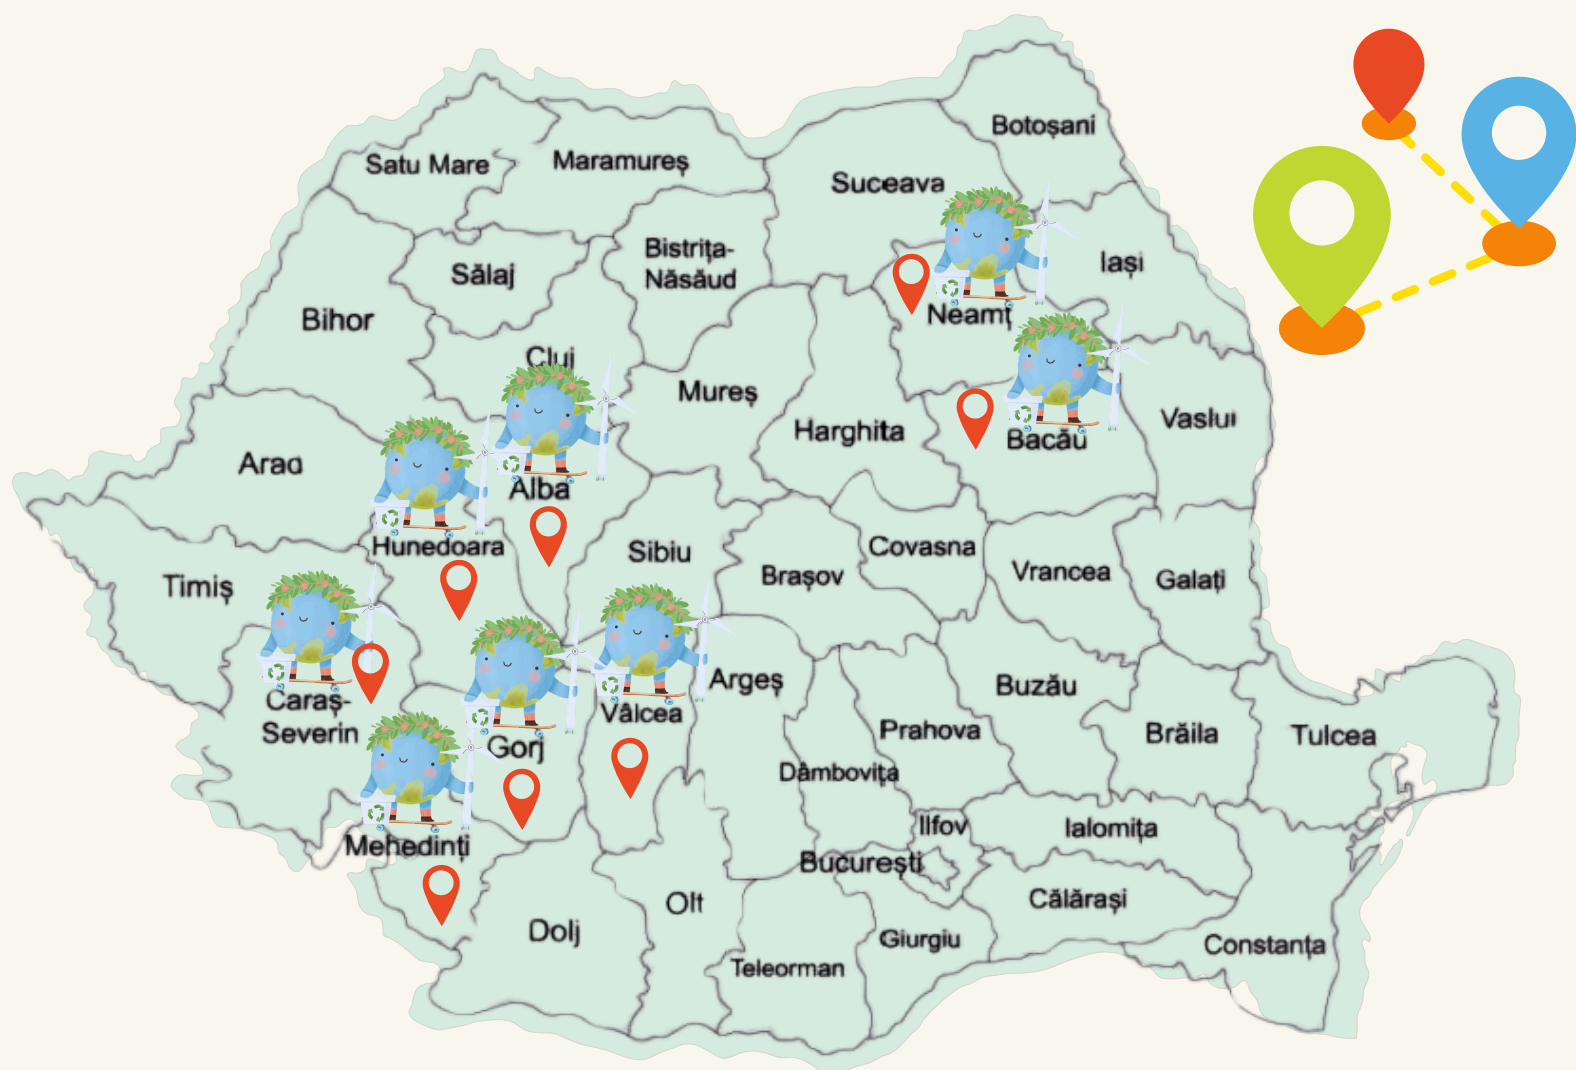 Botoșani
Satu Mare
Maramureș
Suceava
Bistrița-
Năsăud
Iași
Sălaj
Neamț
Bihor
Cluj
Mureș
Vaslui
Harghita
Bacău
Arad
Alba
Hunedoara
Sibiu
Covasna
Brașov
Vrancea
Galați
Timiș
Argeș
Buzău
Caraș-
Severin
Vâlcea
Prahova
Brăila
Tulcea
Gorj
Dâmbovița
Ilfov
Ialomița
Mehedinți
București
Călărași
Olt
Dolj
Giurgiu
Constanța
Teleorman